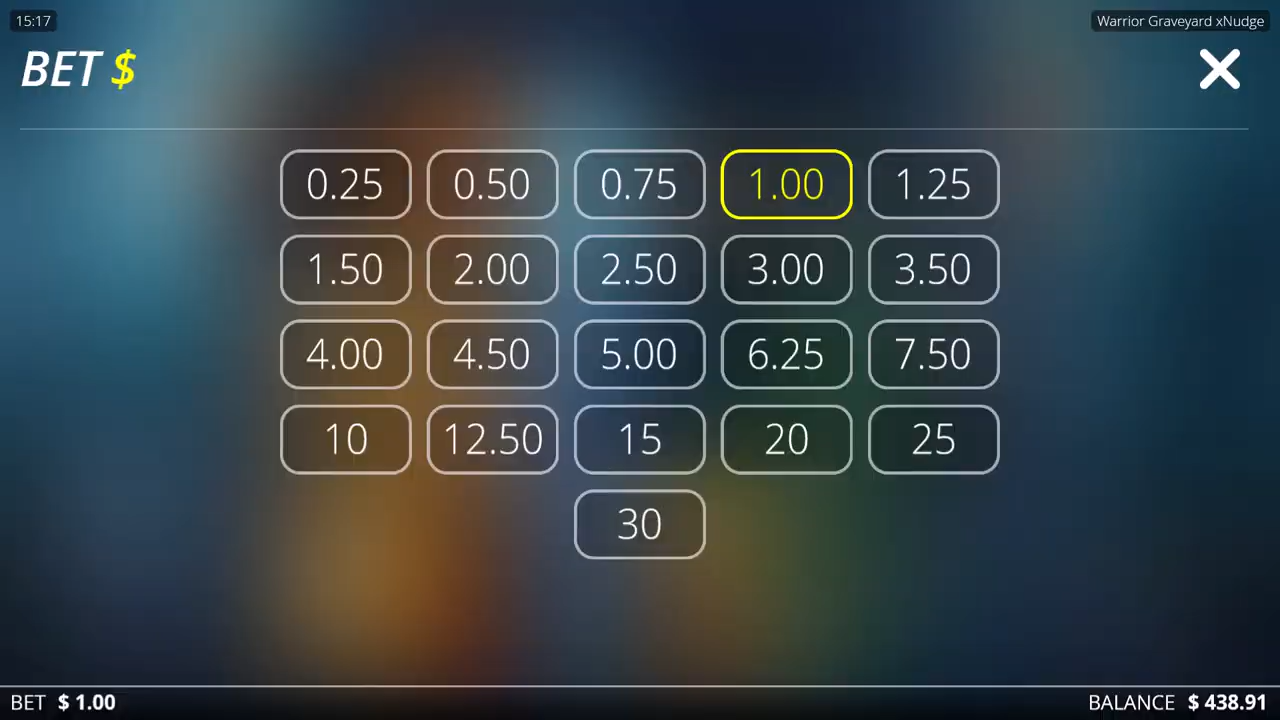 15:17
Warrior Graveyard xNudge
BET $
0.25 0.50 0.75 1.00 1.25
1.50 2.00 2.50 3.00 3.50
4.00 4.50 5.00 6.25 7.50
10 12.50 15 20 25
30
BET $ 1.00
BALANCE $ 438.91